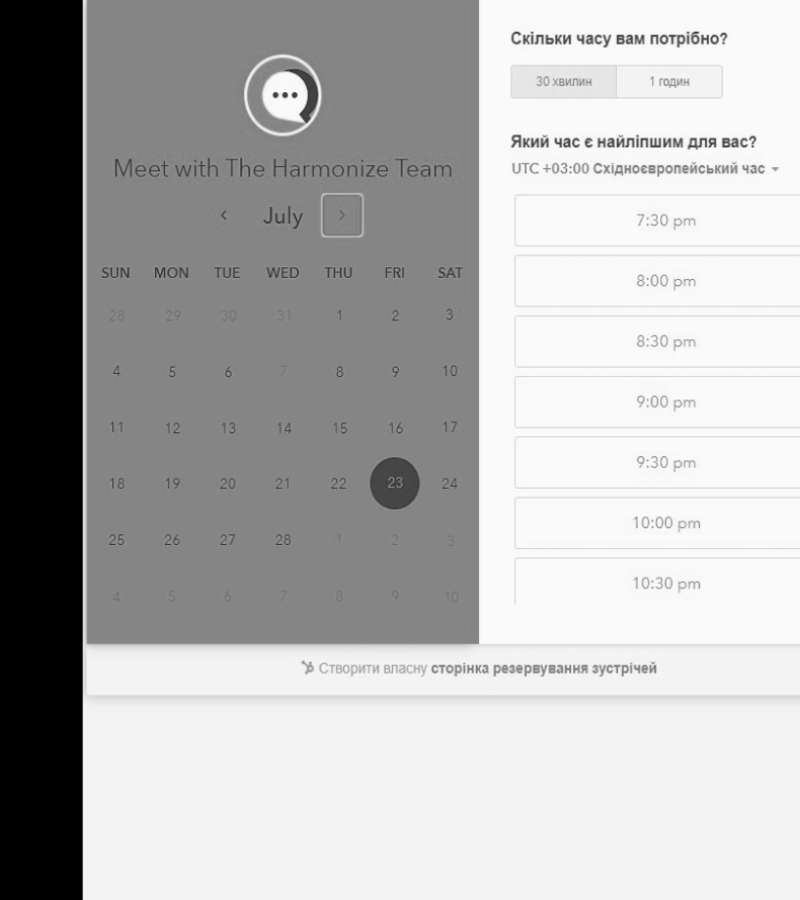 Meet with The Harmonize Team
July
SUN MON TUE WED THU FRI SAT
28 29 30 31 1 2 3
4 5 6 7 8 9 10
11 12 13 14 15 16 17
18 19 20 21 22 23 24
25 26 27 28 1 2 3
4 5 6 7 8 9 10
Скільки часу вам потрібно?
30 хвилин 1 годин
Який час є найліпшим для вас?
UTC +03:00 Східноєвропейський час
7:30 pm
8:00 pm
8:30 pm
9:00 pm
9:30 pm
10:00 pm
10:30 pm
Створити власну сторінка резервування зустрічей